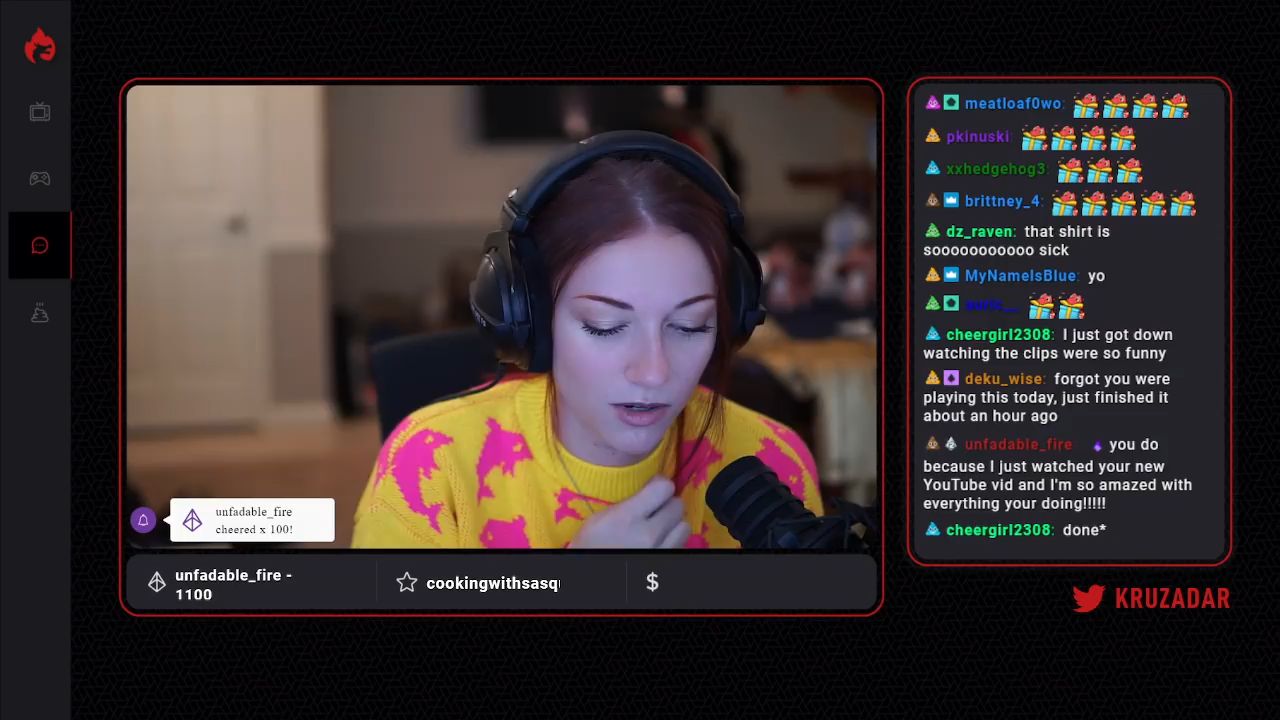 meatloaf0wo:
pkinuski:
xxhedgehog3:
brittney_4:
dz_raven: that shirt is
sooooooooooo sick
MyNameIsBlue: yo
cheergirl2308: I just got down
watching the clips were so funny
deku_wise: forgot you were
playing this today, just finished it
about an hour ago
unfadable_fire you do
because I just watched your new
YouTube vid and I'm so amazed with
everything your doing!!!!!
cheergirl2308: done*
unfadable_fire
cheered x 100!
unfadable_fire -
1100
cookingwithsasq
$
KRUZADAR